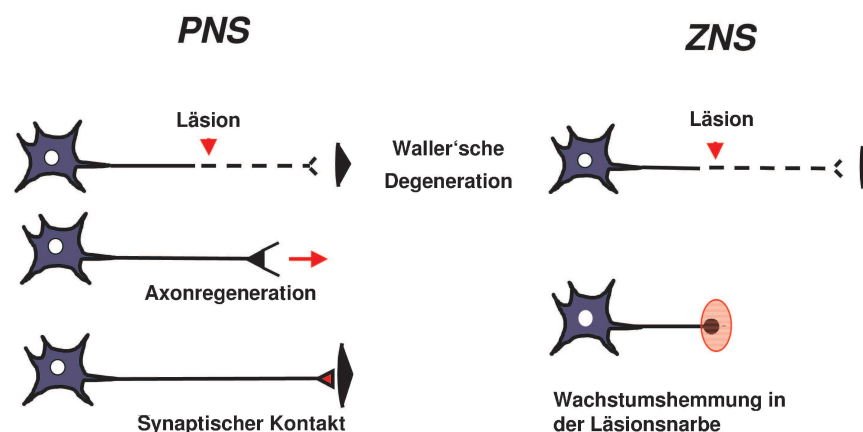 PNS
ZNS
Läsion
Läsion
Waller‘sche
Degeneration
Axonregeneration
Synaptischer Kontakt
Wachstumshemmung in
der Läsionsnarbe